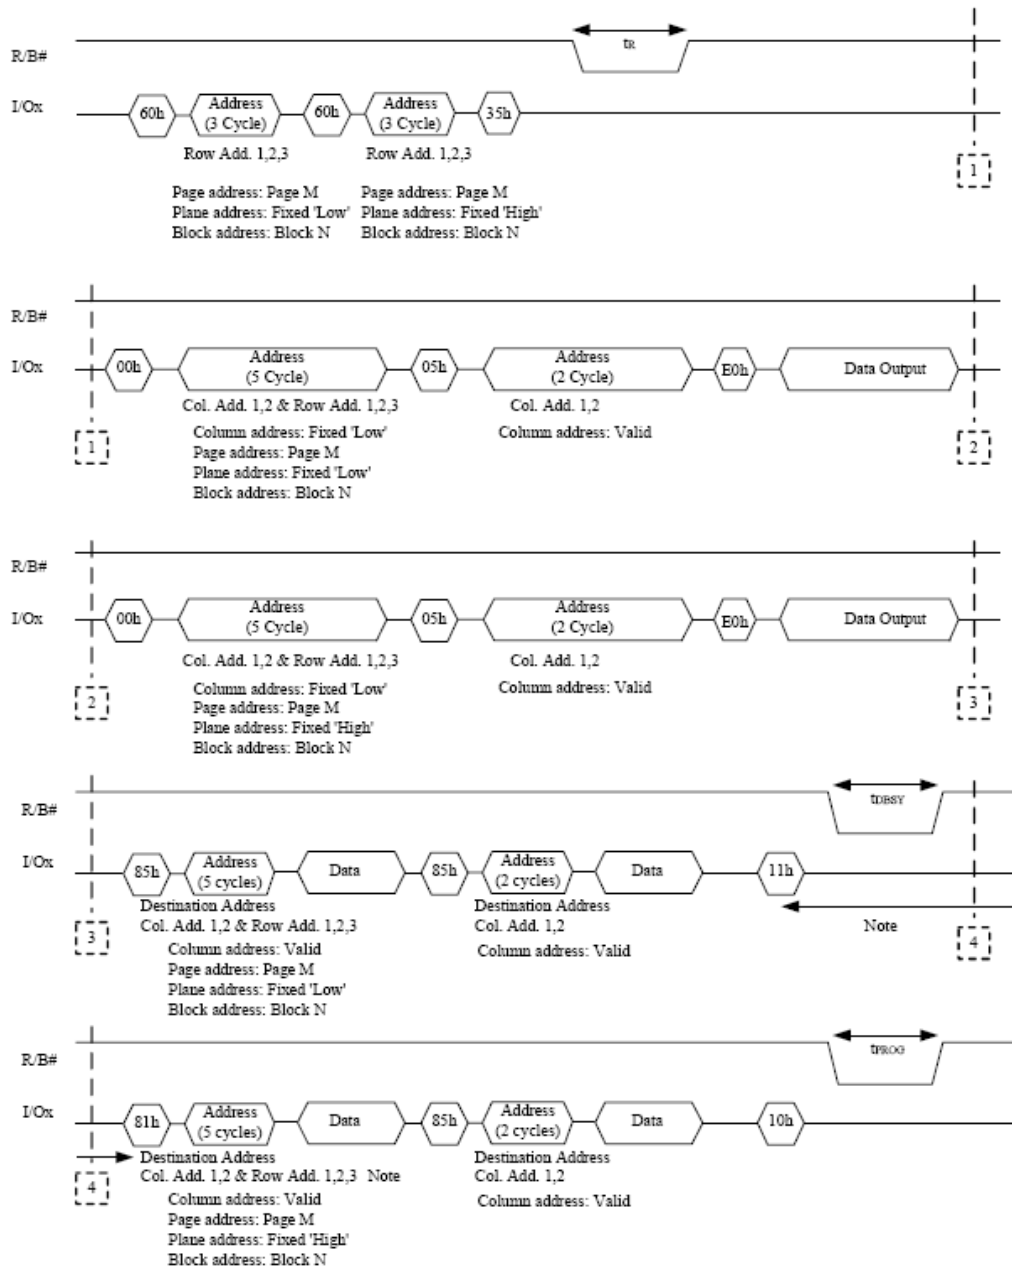 R/B#
tR
I/Ox
60h
Address
(3 Cycle)
60h
Address
(3 Cycle)
35h
Row Add. 1,2,3
Row Add. 1,2,3
Page address: Page M
Plane address: Fixed 'Low'
Block address: Block N
Page address: Page M
Plane address: Fixed 'High'
Block address: Block N
1
R/B#
I/Ox
00h
Address
(5 Cycle)
05h
Address
(2 Cycle)
E0h
Data Output
Col. Add. 1,2 & Row Add. 1,2,3
Column address: Fixed 'Low'
Page address: Page M
Plane address: Fixed 'Low'
Block address: Block N
Col. Add. 1,2
Column address: Valid
1
2
R/B#
I/Ox
00h
Address
(5 Cycle)
05h
Address
(2 Cycle)
E0h
Data Output
Col. Add. 1,2 & Row Add. 1,2,3
Column address: Fixed 'Low'
Page address: Page M
Plane address: Fixed 'High'
Block address: Block N
Col. Add. 1,2
Column address: Valid
2
3
R/B#
tDBSY
I/Ox
85h
Address
(5 cycles)
Data
85h
Address
(2 cycles)
Data
11h
Destination Address
Col. Add. 1,2 & Row Add. 1,2,3
Column address: Valid
Page address: Page M
Plane address: Fixed 'Low'
Block address: Block N
Destination Address
Col. Add. 1,2
Column address: Valid
Note
3
4
R/B#
tPROG
I/Ox
81h
Address
(5 cycles)
Data
85h
Address
(2 cycles)
Data
10h
Destination Address
Col. Add. 1,2 & Row Add. 1,2,3 Note
Column address: Valid
Page address: Page M
Plane address: Fixed 'High'
Block address: Block N
Destination Address
Col. Add. 1,2
Column address: Valid
4